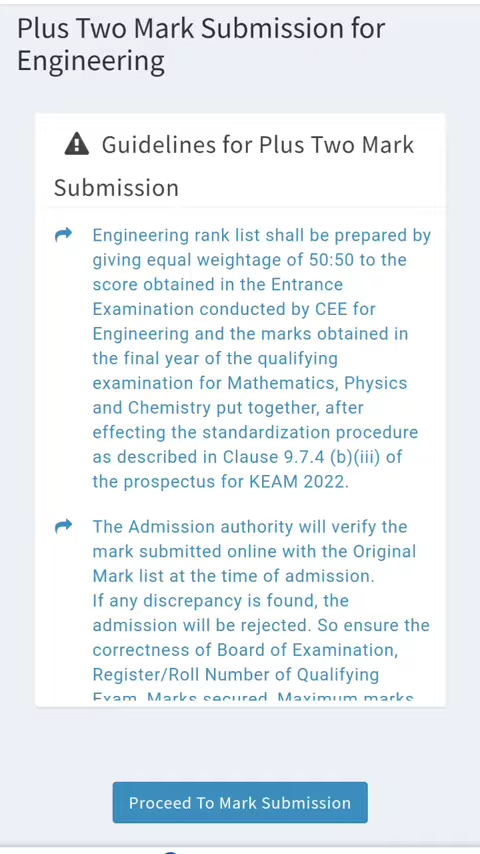 Plus Two Mark Submission for
Engineering
Guidelines for Plus Two Mark
Submission
Engineering rank list shall be prepared by
giving equal weightage of 50:50 to the
score obtained in the Entrance
Examination conducted by CEE for
Engineering and the marks obtained in
the final year of the qualifying
examination for Mathematics, Physics
and Chemistry put together, after
effecting the standardization procedure
as described in Clause 9.7.4 (b)(iii) of
the prospectus for KEAM 2022.
The Admission authority will verify the
mark submitted online with the Original
Mark list at the time of admission.
If any discrepancy is found, the
admission will be rejected. So ensure the
correctness of Board of Examination,
Register/Roll Number of Qualifying
Exam, Marks secured, Maximum marks
Proceed To Mark Submission